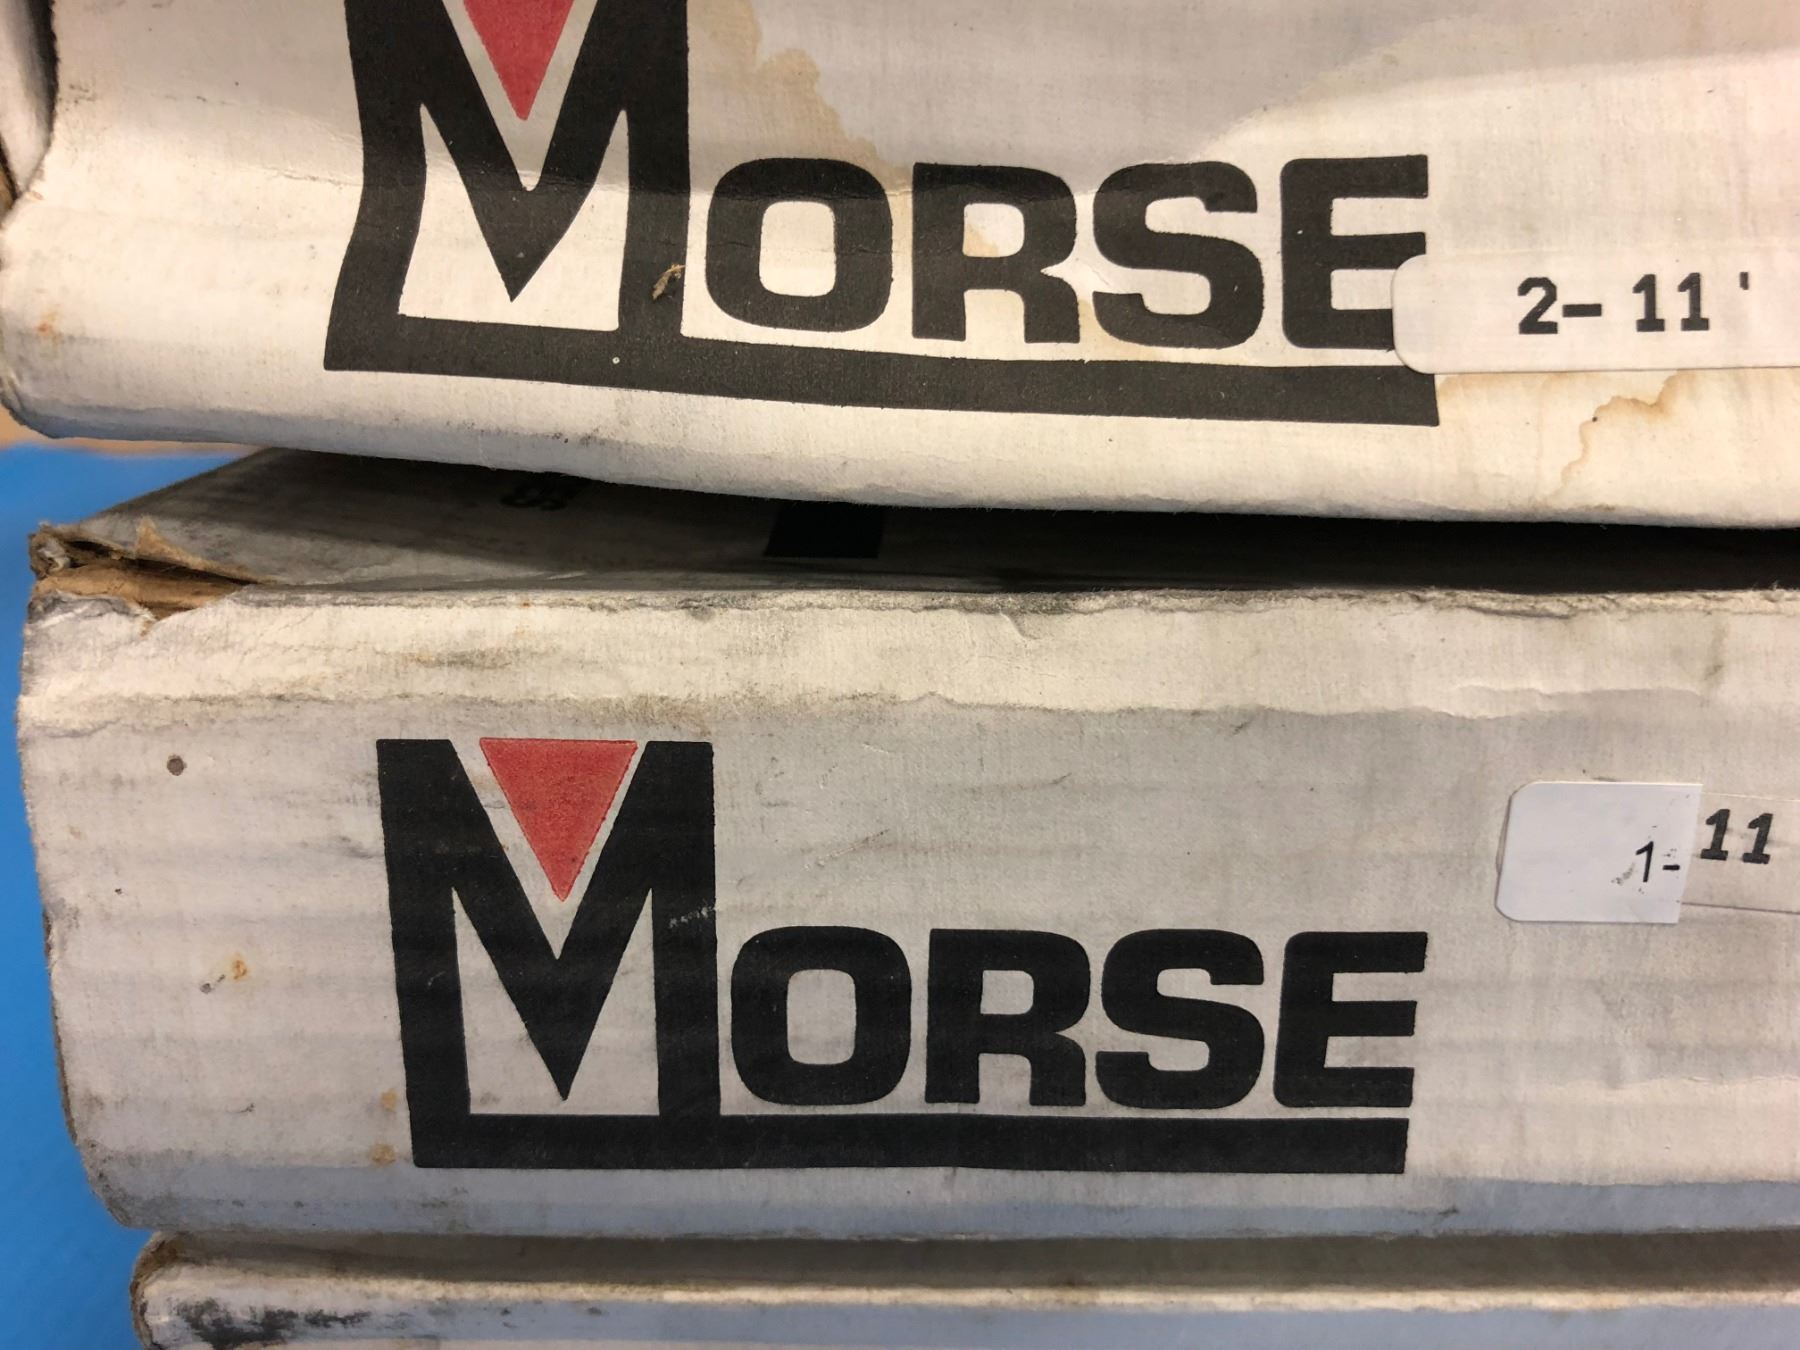 MORSE
2- 11 '
MORSE
1- 11